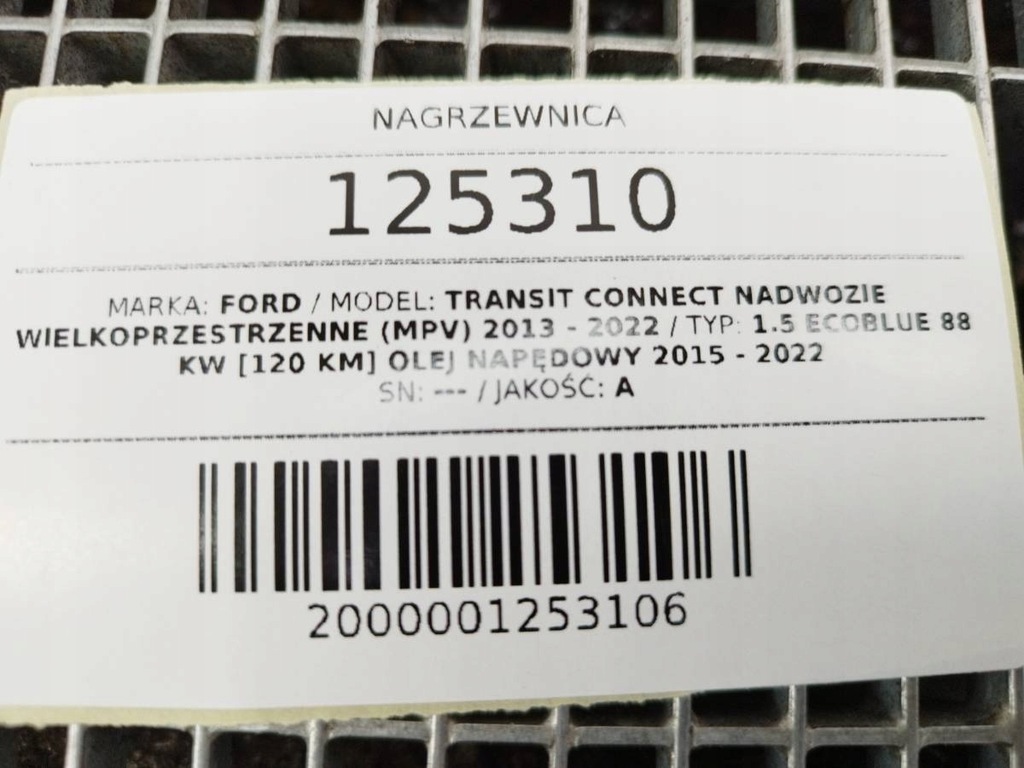 NAGRZEWNICA
125310
MARKA: FORD / MODEL: TRANSIT CONNECT NADWOZIE
WIELKOPRZESTRZENNE (MPV) 2013 - 2022 / TYP: 1.5 ECOBLUE 88
KW [120 KM] OLEJ NAPĘDOWY 2015 - 2022
SN: --- / JAKOŚĆ: A
2000001253106